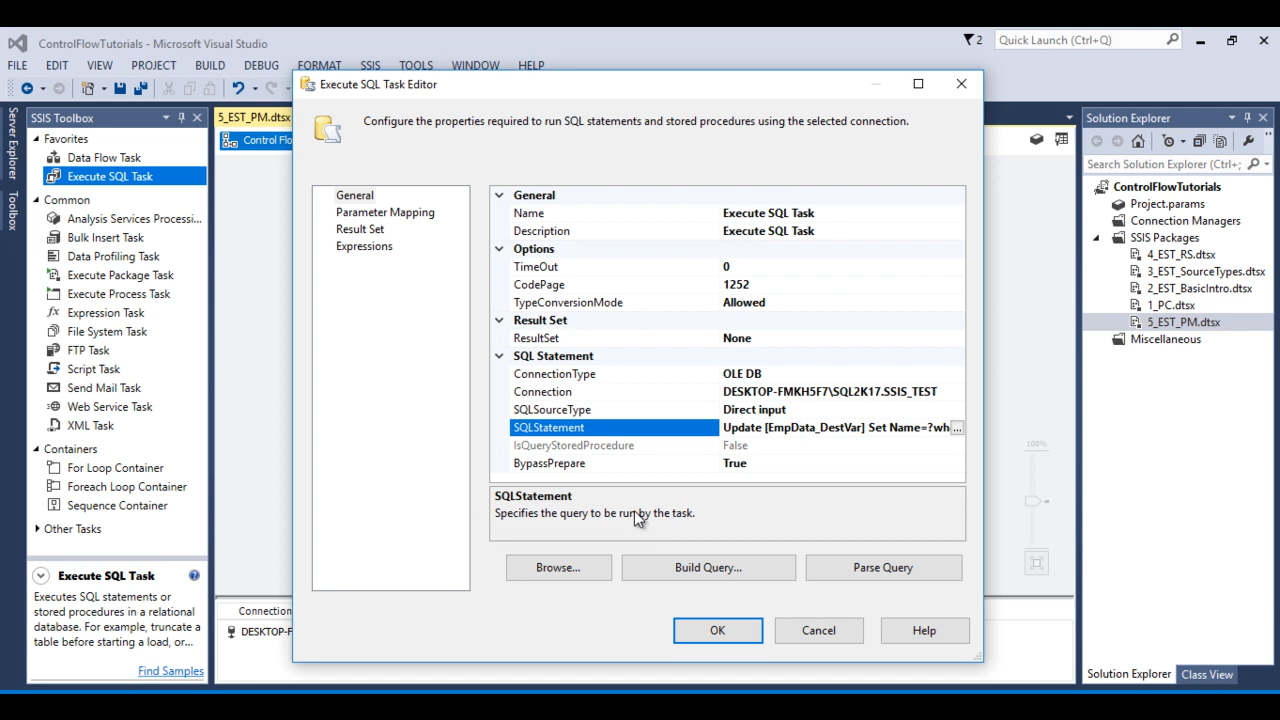 ControlFlowTutorials - Microsoft Visual Studio
2
Quick Launch (Ctrl+Q)
FILE EDIT VIEW PROJECT BUILD DEBUG FORMAT SSIS TOOLS WINDOW HELP
Server Explorer
Toolbox
SSIS Toolbox
Favorites
Data Flow Task
Execute SQL Task
Common
Analysis Services Processi...
Bulk Insert Task
Data Profiling Task
Execute Package Task
Execute Process Task
Expression Task
File System Task
FTP Task
Script Task
Send Mail Task
Web Service Task
XML Task
Containers
For Loop Container
Foreach Loop Container
Sequence Container
Other Tasks
Execute SQL Task
Executes SQL statements or
stored procedures in a relational
database. For example, truncate a
table before starting a load, or...
Find Samples
5_EST_PM.dtsx
Control Flo
Connection
DESKTOP-F
100%
Execute SQL Task Editor
Configure the properties required to run SQL statements and stored procedures using the selected connection.
General
Parameter Mapping
Result Set
Expressions
General
Name Execute SQL Task
Description Execute SQL Task
Options
TimeOut 0
CodePage 1252
TypeConversionMode Allowed
Result Set
ResultSet None
SQL Statement
ConnectionType OLE DB
Connection DESKTOP-FMKH5F7\SQL2K17.SSIS_TEST
SQLSourceType Direct input
SQLStatement Update [EmpData_DestVar] Set Name=?wh ...
IsQueryStoredProcedure False
BypassPrepare True
SQLStatement
Specifies the query to be run by the task.
Browse... Build Query... Parse Query
OK Cancel Help
Solution Explorer
Search Solution Explorer (Ctrl+;
ControlFlowTutorials
Project.params
Connection Managers
SSIS Packages
4_EST_RS.dtsx
3_EST_SourceTypes.dtsx
2_EST_BasicIntro.dtsx
1_PC.dtsx
5_EST_PM.dtsx
Miscellaneous
Solution Explorer Class View